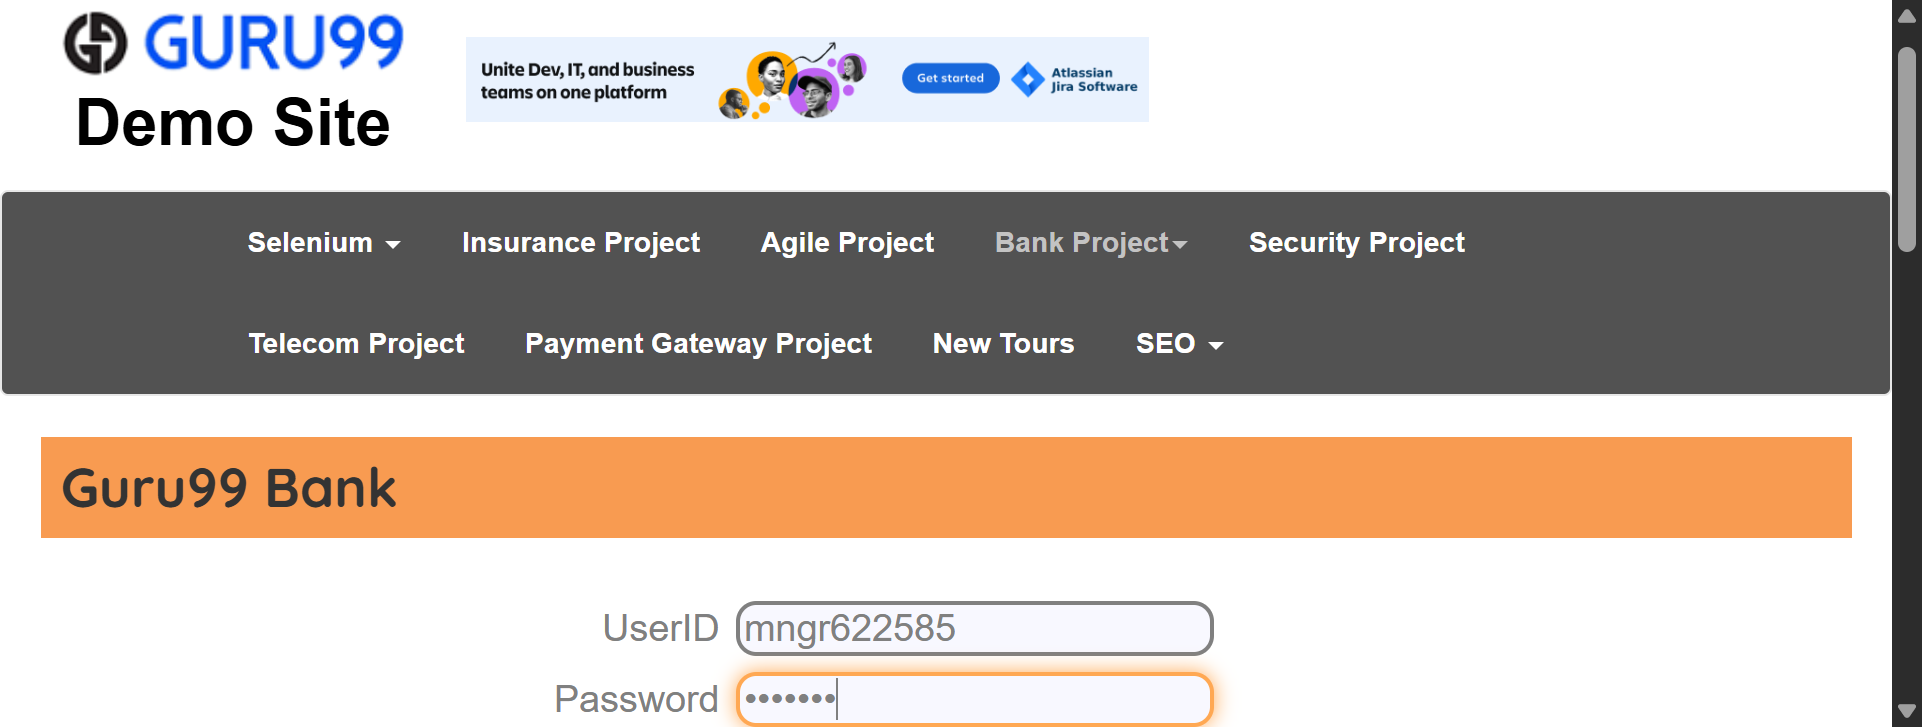 GURU99
Demo Site
Unite Dev, IT, and business
teams on one platform
Get started
Atlassian
Jira Software
Selenium
Insurance Project
Agile Project
Bank Project
Security Project
Telecom Project
Payment Gateway Project
New Tours
SEO
Guru99 Bank
UserID
mngr622585
Password
•••••••